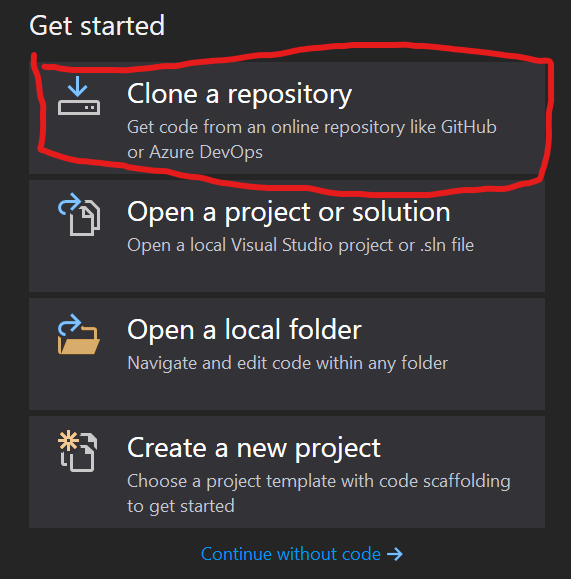 Get started
Clone a repository
Get code from an online repository like GitHub
or Azure DevOps
Open a project or solution
Open a local Visual Studio project or .sln file
Open a local folder
Navigate and edit code within any folder
Create a new project
Choose a project template with code scaffolding
to get started
Continue without code →